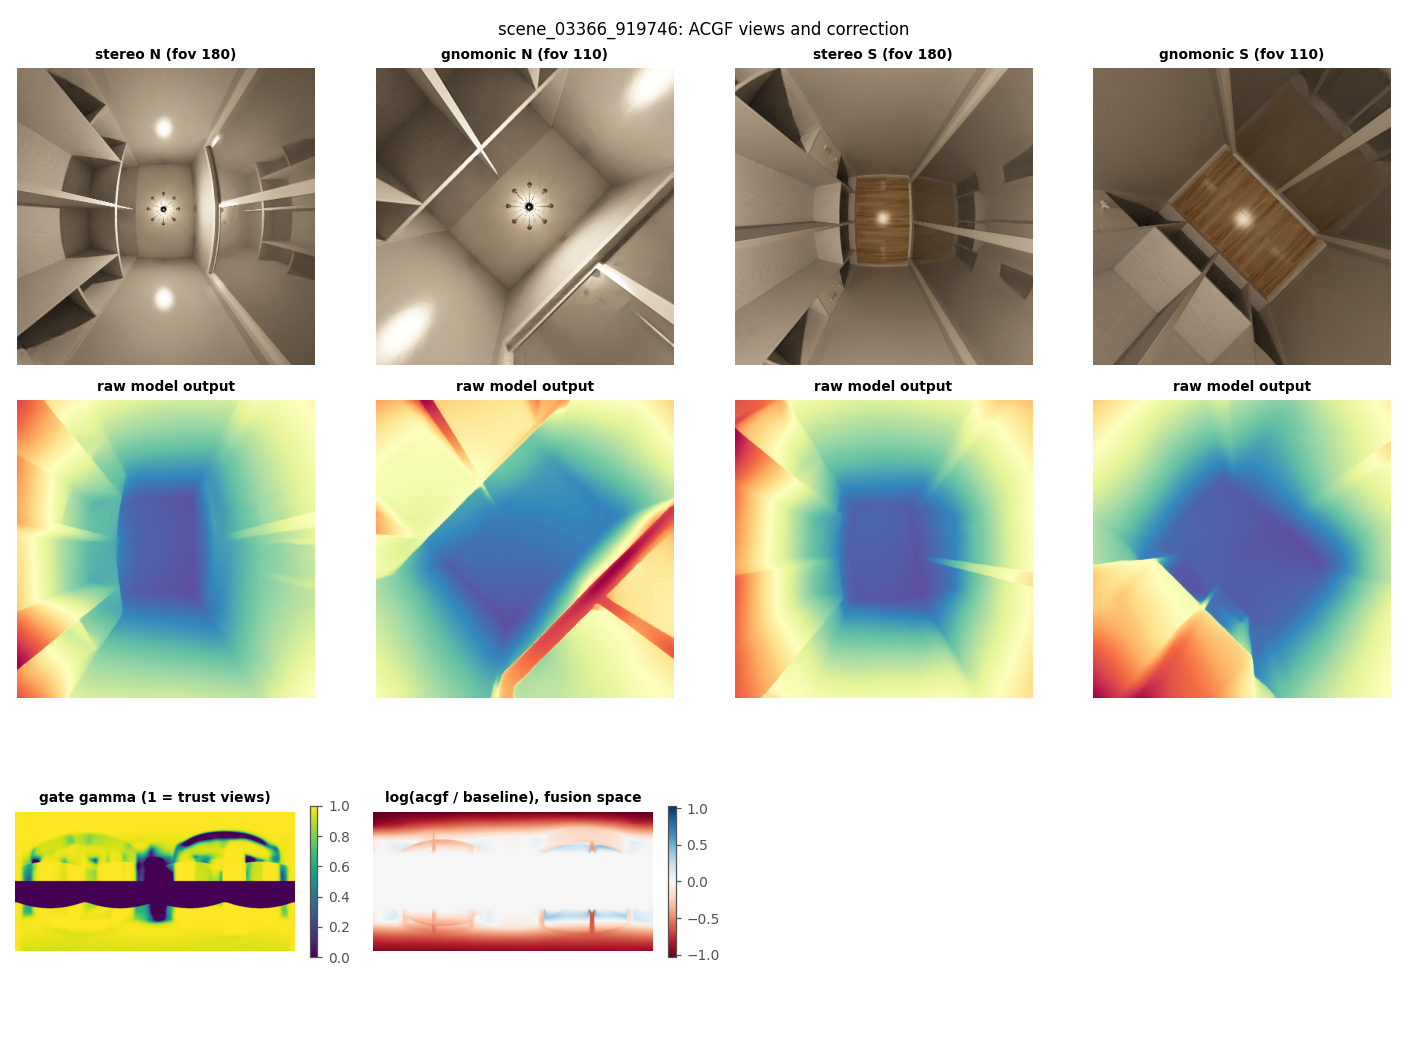 scene_03366_919746: ACGF views and correction
stereo N (fov 180)
gnomonic N (fov 110)
stereo S (fov 180)
gnomonic S (fov 110)
raw model output
raw model output
raw model output
raw model output
gate gamma (1 = trust views)
1.0
0.8
0.6
0.4
0.2
0.0
log(acgf / baseline), fusion space
1.0
0.5
0.0
−0.5
−1.0